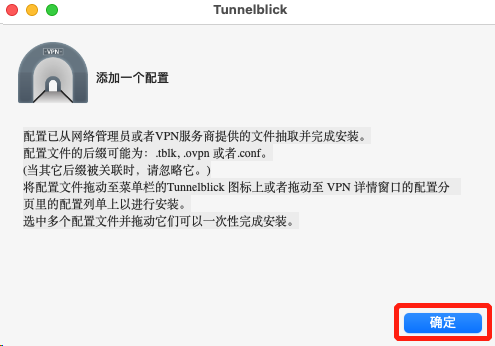 Tunnelblick
VPN
添加一个配置
配置已从网络管理员或者VPN服务商提供的文件抽取并完成安装。
配置文件的后缀可能为：.tblk, .ovpn 或者.conf。
(当其它后缀被关联时，请忽略它。)
将配置文件拖动至菜单栏的Tunnelblick 图标上或者拖动至 VPN 详情窗口的配置分
页里的配置列单上以进行安装。
选中多个配置文件并拖动它们可以一次性完成安装。
确定